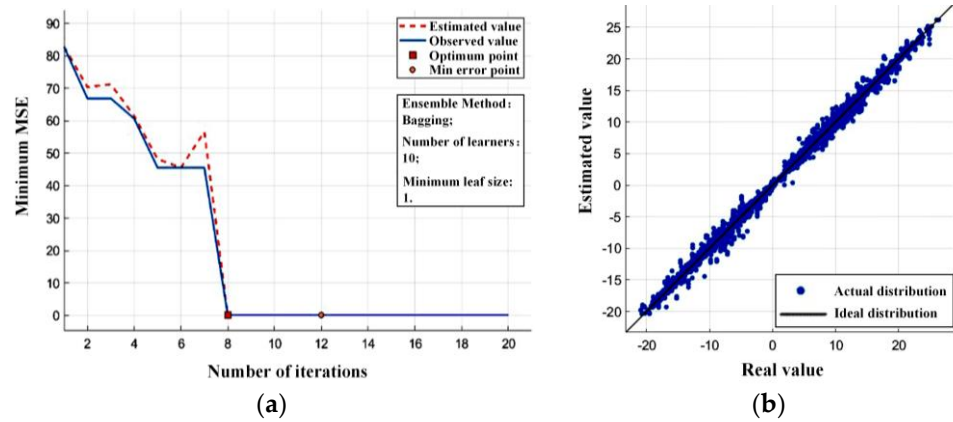 90
80
70
60
50
40
30
20
10
0
Minimum MSE
2 4 6 8 10 12 14 16 18 20
Number of iterations
Estimated value
Observed value
Optimum point
Min error point
Ensemble Method:
Bagging;
Number of learners:
10;
Minimum leaf size:
1.
(a)
25
20
15
10
5
0
-5
-10
-15
-20
Estimated value
-20 -10 0 10 20
Real value
Actual distribution
Ideal distribution
(b)